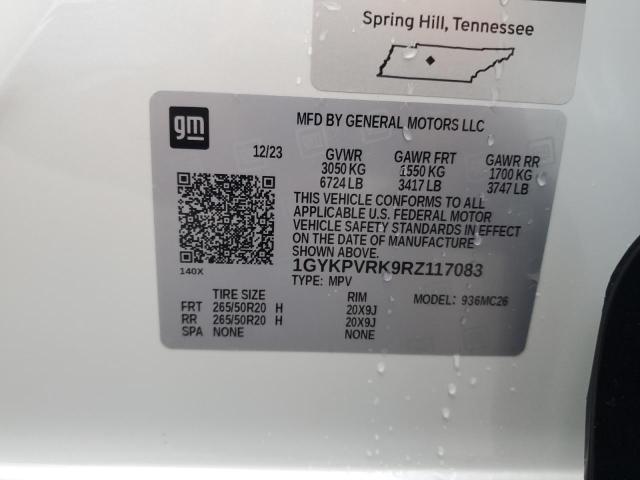 Spring Hill, Tennessee
gm
MFD BY GENERAL MOTORS LLC
12/23 GVWR GAWR FRT GAWR RR
3050 KG 1550 KG 1700 KG
6724 LB 3417 LB 3747 LB
THIS VEHICLE CONFORMS TO ALL
APPLICABLE U.S. FEDERAL MOTOR
VEHICLE SAFETY STANDARDS IN EFFECT
ON THE DATE OF MANUFACTURE
SHOWN ABOVE.
140X
1GYKPVRK9RZ117083
TYPE: MPV
TIRE SIZE RIM MODEL: 936MC26
FRT 265/50R20 H 20X9J
RR 265/50R20 H 20X9J
SPA NONE NONE